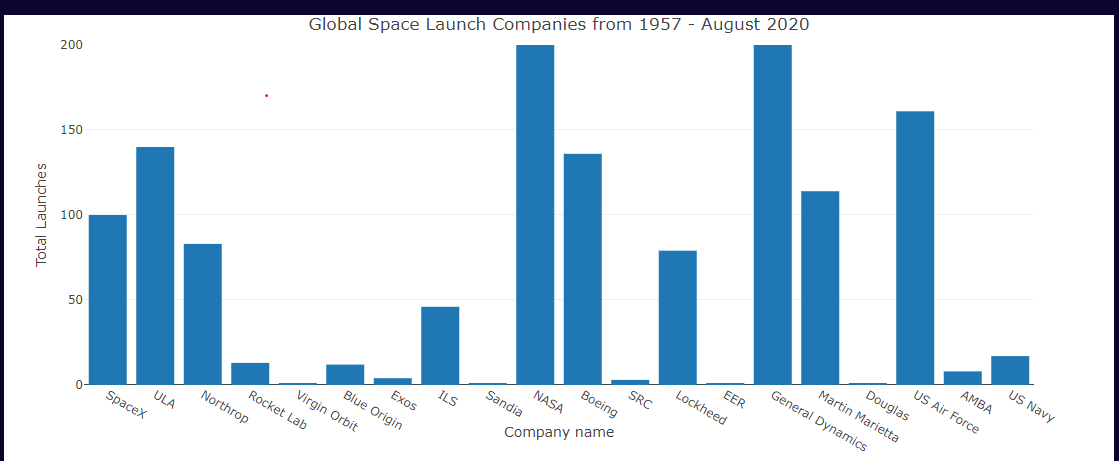 Global Space Launch Companies from 1957 - August 2020
200
150
100
50
0
Total Launches
SpaceX
ULA
Northrop
Rocket Lab
Virgin Orbit
Blue Origin
Exos
ILS
Sandia
NASA
Boeing
SRC
Lockheed
EER
General Dynamics
Martin Marietta
Douglas
US Air Force
AMBA
US Navy
Company name